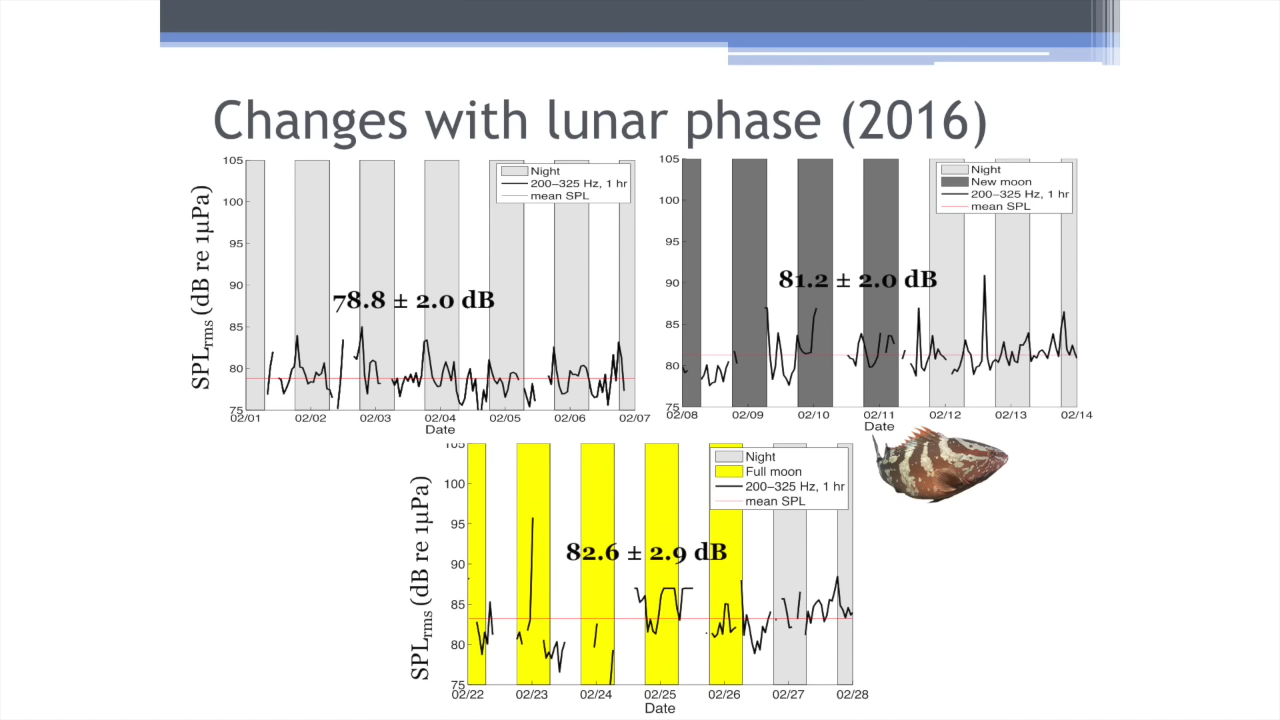 Changes with lunar phase (2016)
SPLrms (dB re 1µPa)
105
100
95
90
85
80
75
Night
200–325 Hz, 1 hr
mean SPL
78.8 ± 2.0 dB
02/01 02/02 02/03 02/04 02/05 02/06 02/07
Date
105
100
95
90
85
80
75
Night
New moon
200–325 Hz, 1 hr
mean SPL
81.2 ± 2.0 dB
02/08 02/09 02/10 02/11 02/12 02/13 02/14
Date
SPLrms (dB re 1µPa)
105
100
95
90
85
80
75
Night
Full moon
200–325 Hz, 1 hr
mean SPL
82.6 ± 2.9 dB
02/22 02/23 02/24 02/25 02/26 02/27 02/28
Date